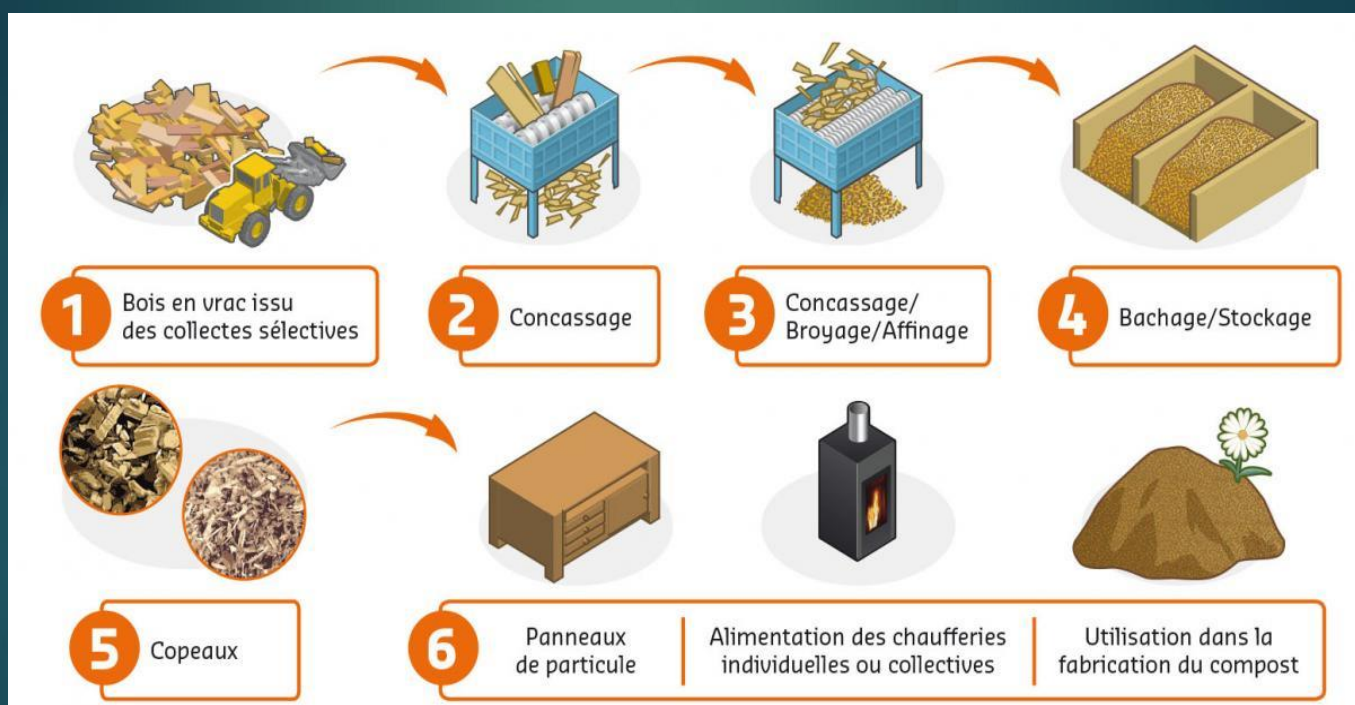 1
Bois en vrac issu
des collectes sélectives
2
Concassage
3
Concassage/
Broyage/Affinage
4
Bachage/Stockage
5
Copeaux
6
Panneaux
de particule
Alimentation des chaufferies
individuelles ou collectives
Utilisation dans la
fabrication du compost